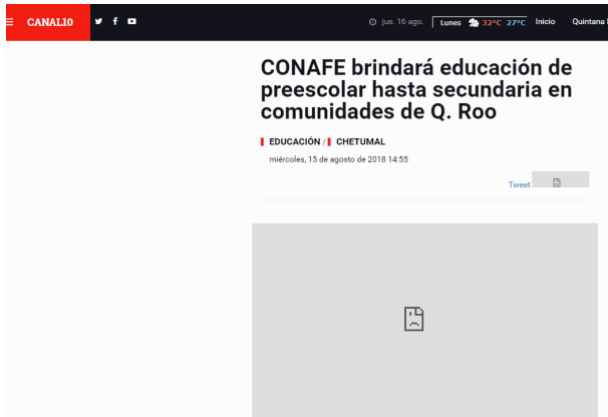 CANAL10 jue. 16 ago. Lunes 32°C 27°C Inicio Quintana
CONAFE brindará educación de
preescolar hasta secundaria en
comunidades de Q. Roo
EDUCACIÓN / CHETUMAL
miércoles, 15 de agosto de 2018 14:55
Tweet